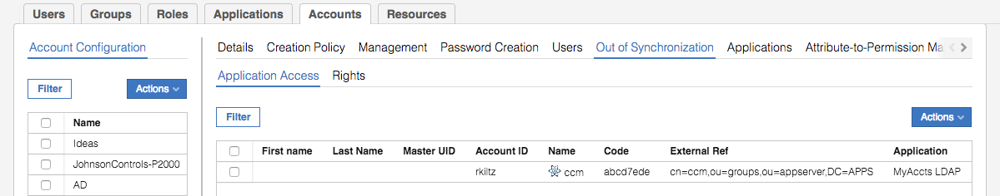 Users Groups Roles Applications Accounts Resources
Account Configuration
Filter Actions
Name
Ideas
JohnsonControls-P2000
AD
Details Creation Policy Management Password Creation Users Out of Synchronization Applications Attribute-to-Permission Ma
Application Access Rights
Filter Actions
First name Last Name Master UID Account ID Name Code External Ref Application
rkiltz ccm abcd7ede cn=ccm,ou=groups,ou=appserver,DC=APPS MyAccts LDAP